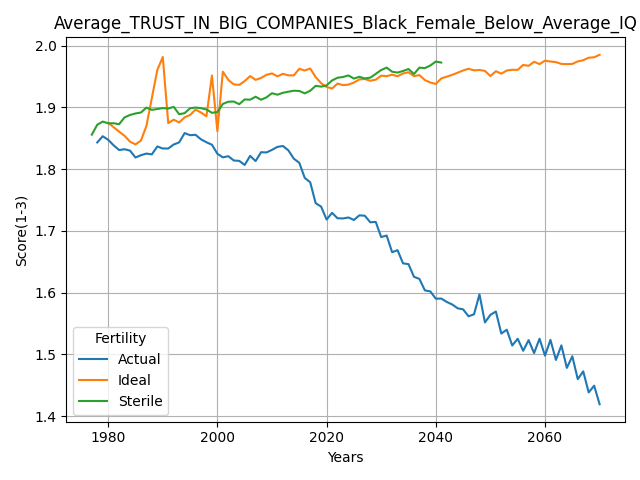 Average_TRUST_IN_BIG_COMPANIES_Black_Female_Below_Average_IQ
2.0
1.9
1.8
1.7
1.6
1.5
1.4
Score(1-3)
Fertility
Actual
Ideal
Sterile
1980 2000 2020 2040 2060
Years